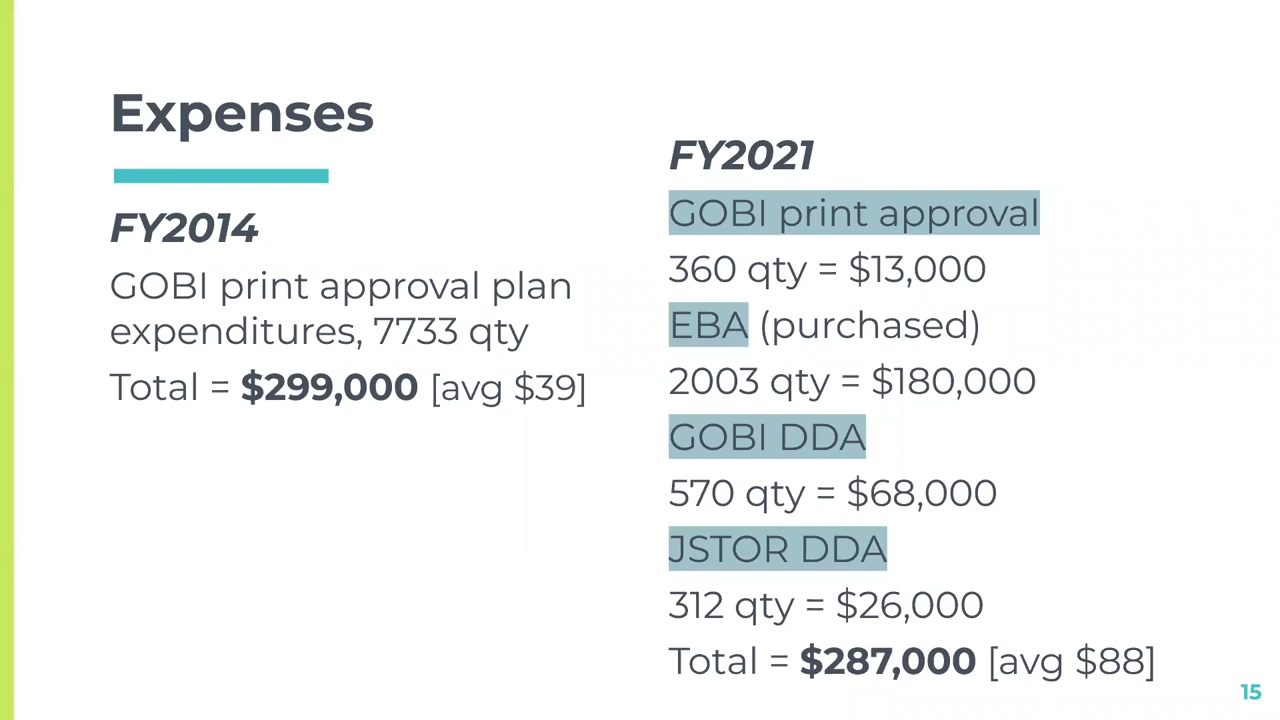 Expenses
FY2014
GOBI print approval plan
expenditures, 7733 qty
Total = $299,000 [avg $39]
FY2021
GOBI print approval
360 qty = $13,000
EBA (purchased)
2003 qty = $180,000
GOBI DDA
570 qty = $68,000
JSTOR DDA
312 qty = $26,000
Total = $287,000 [avg $88]
15